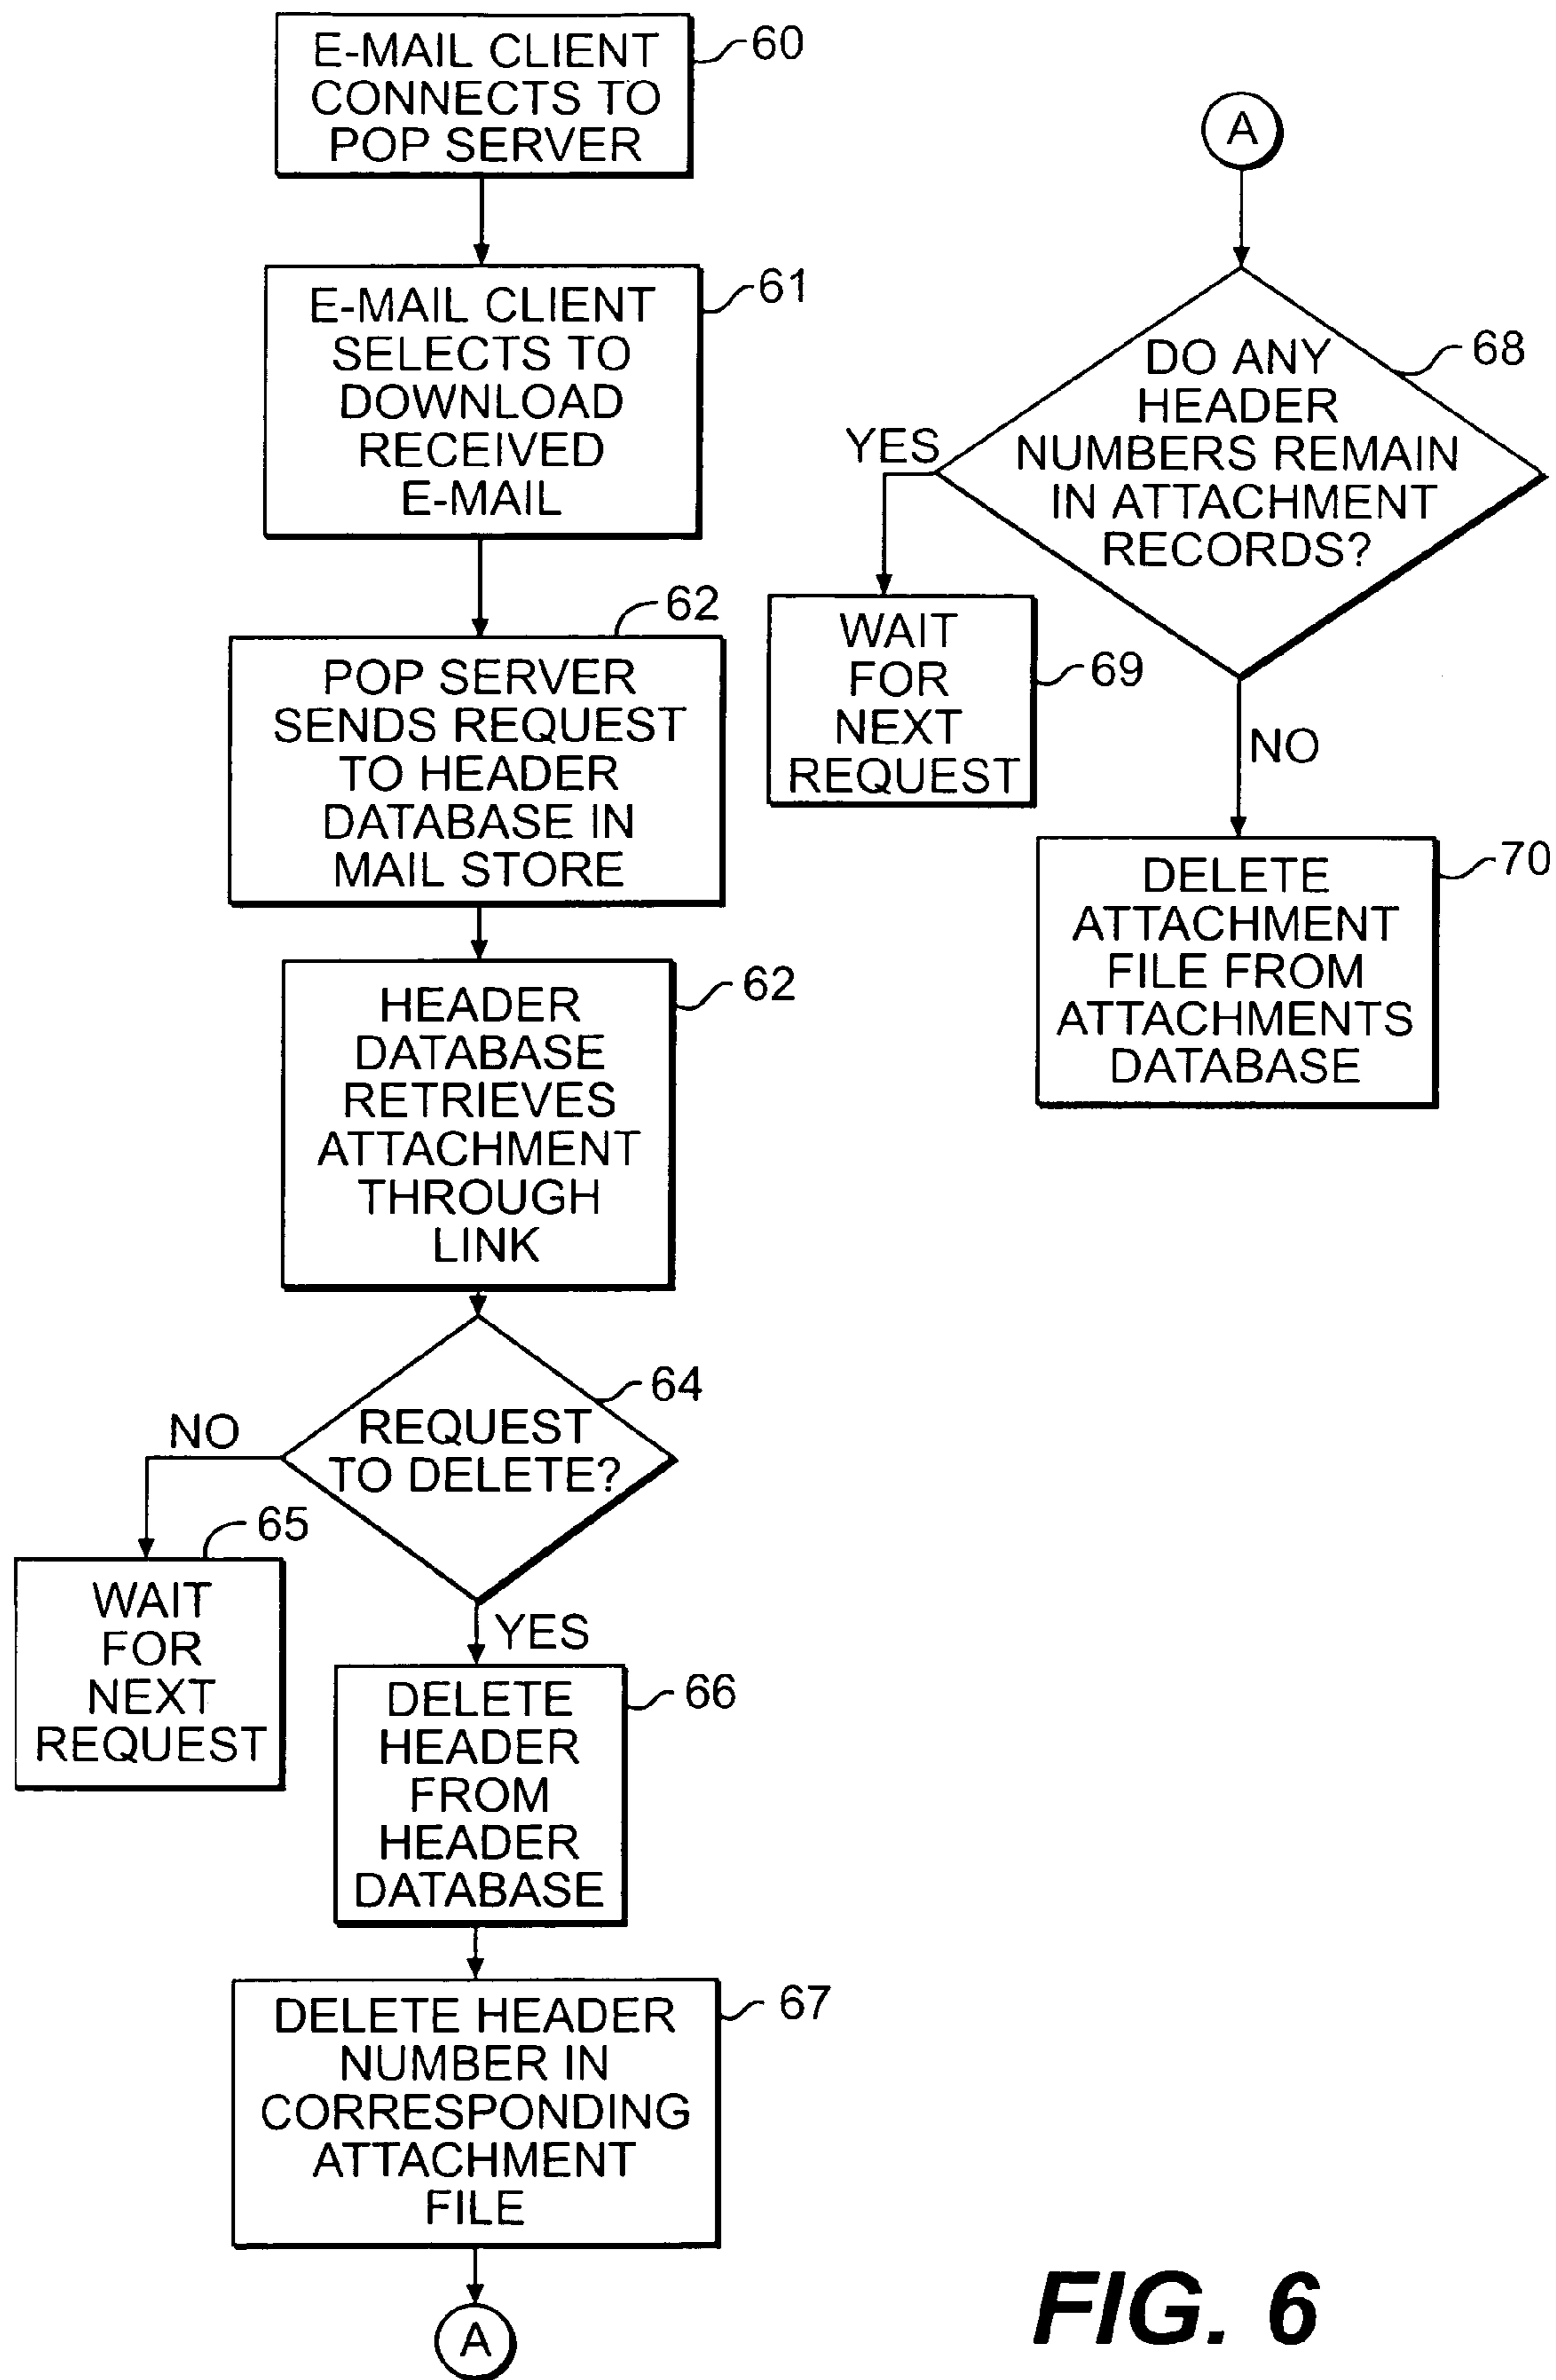 E-MAIL CLIENT
CONNECTS TO
POP SERVER
60
E-MAIL CLIENT
SELECTS TO
DOWNLOAD
RECEIVED
E-MAIL
61
POP SERVER
SENDS REQUEST
TO HEADER
DATABASE IN
MAIL STORE
62
HEADER
DATABASE
RETRIEVES
ATTACHMENT
THROUGH
LINK
62
REQUEST
TO DELETE?
64
NO
65
WAIT
FOR
NEXT
REQUEST
YES
DELETE
HEADER
FROM
HEADER
DATABASE
66
DELETE HEADER
NUMBER IN
CORRESPONDING
ATTACHMENT
FILE
67
A
A
DO ANY
HEADER
NUMBERS REMAIN
IN ATTACHMENT
RECORDS?
68
YES
WAIT
FOR
NEXT
REQUEST
69
NO
DELETE
ATTACHMENT
FILE FROM
ATTACHMENTS
DATABASE
70
FIG. 6